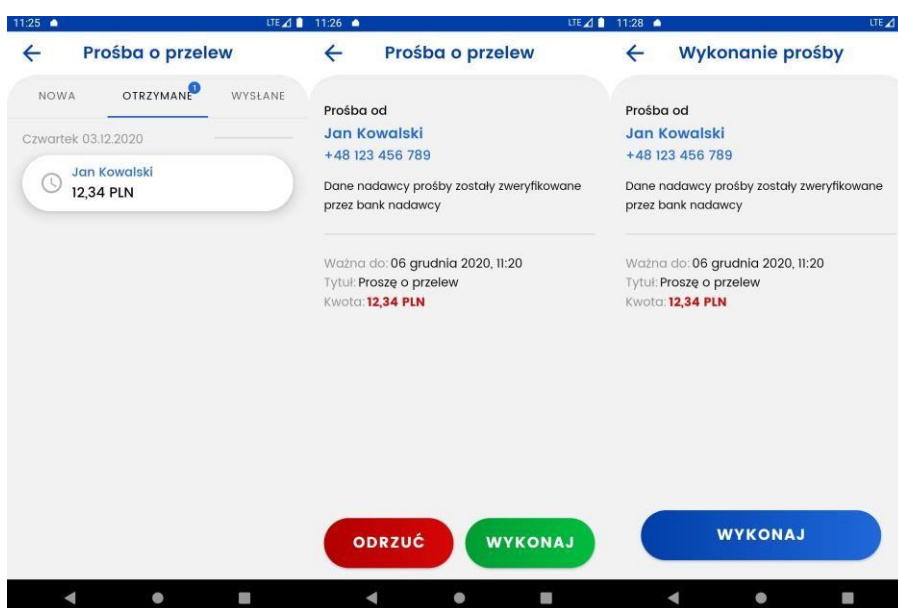 11:25 LTE
Prośba o przelew
NOWA OTRZYMANE 1 WYSŁANE
Czwartek 03.12.2020
Jan Kowalski
12,34 PLN
11:26 LTE
Prośba o przelew
Prośba od
Jan Kowalski
+48 123 456 789
Dane nadawcy prośby zostały zweryfikowane
przez bank nadawcy
Ważna do: 06 grudnia 2020, 11:20
Tytuł: Proszę o przelew
Kwota: 12,34 PLN
ODRZUĆ WYKONAJ
11:28 LTE
Wykonanie prośby
Prośba od
Jan Kowalski
+48 123 456 789
Dane nadawcy prośby zostały zweryfikowane
przez bank nadawcy
Ważna do: 06 grudnia 2020, 11:20
Tytuł: Proszę o przelew
Kwota: 12,34 PLN
WYKONAJ